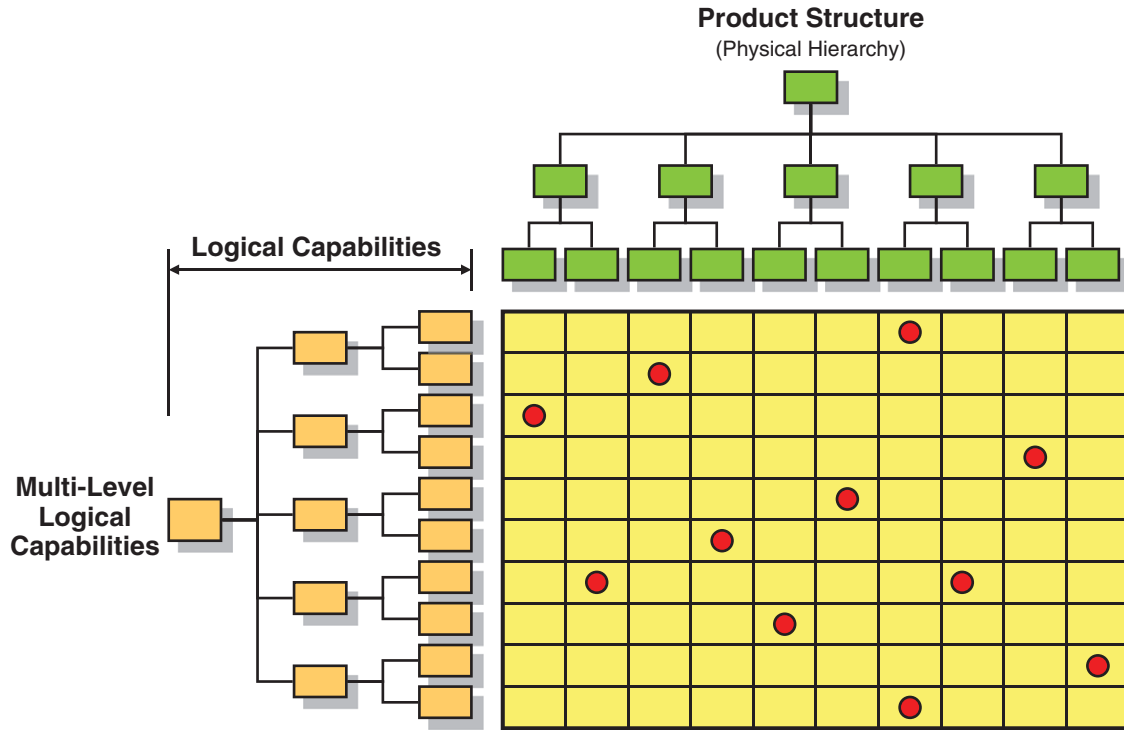 Product Structure
(Physical Hierarchy)
Logical Capabilities
Multi-Level
Logical
Capabilities